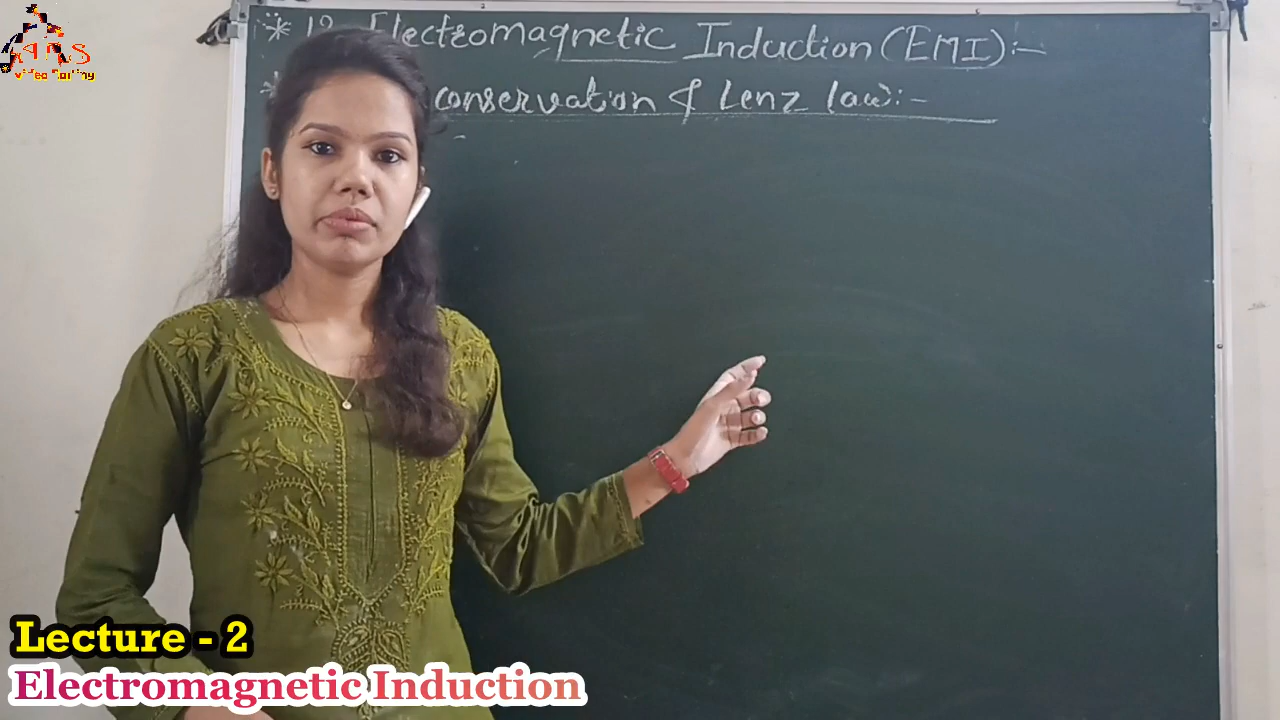 * 12 Electromagnetic Induction (EMI):-
* conservation & Lenz law:-
Lecture - 2
Electromagnetic Induction